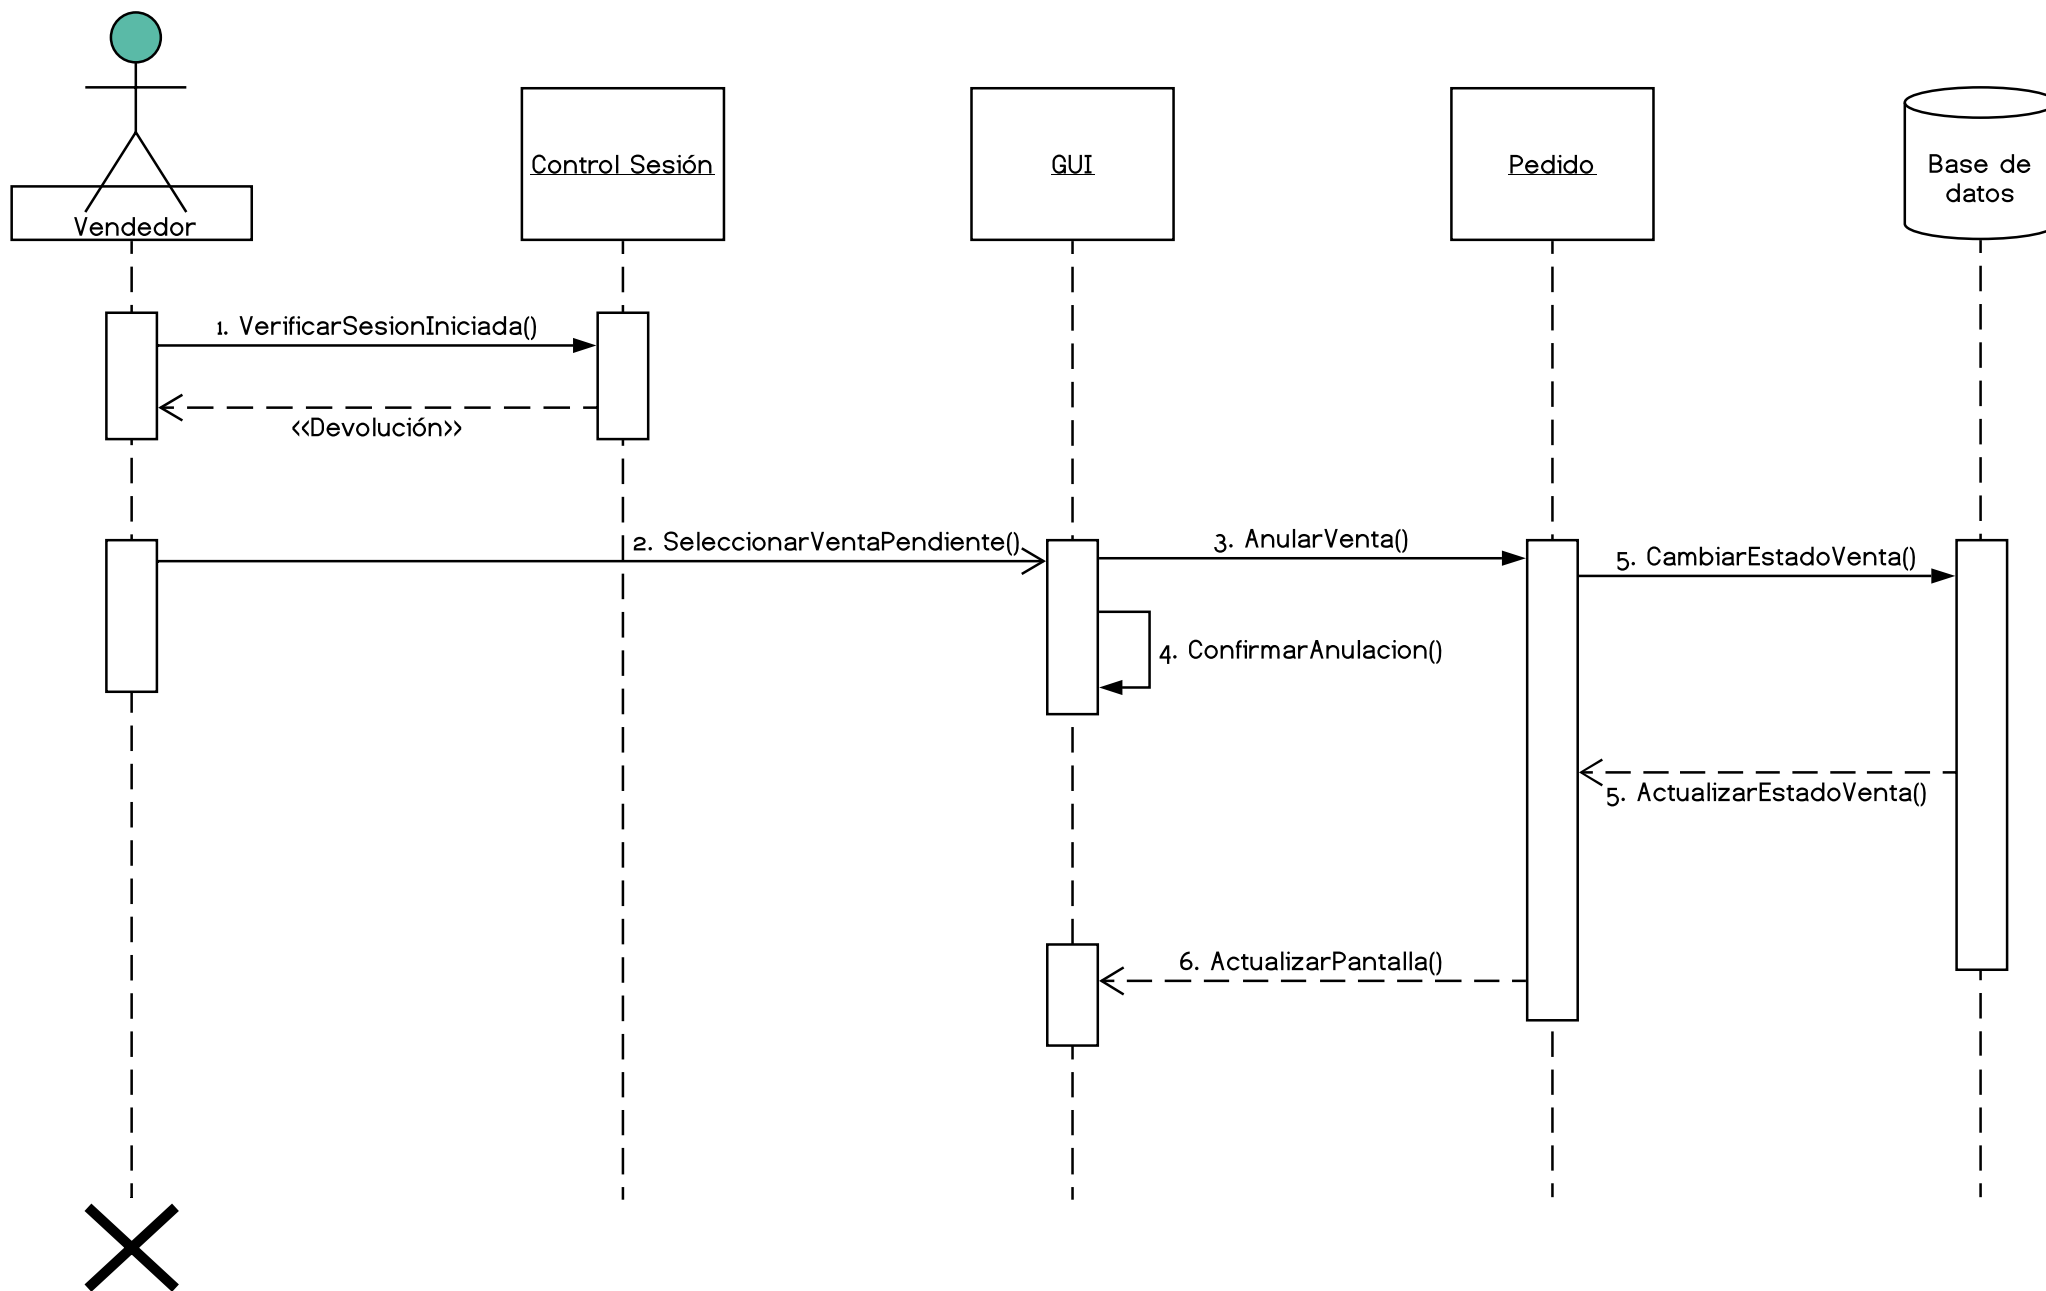 Vendedor
Control Sesión
GUI
Pedido
Base de
datos
1. VerificarSesionIniciada()
<<Devolución>>
2. SeleccionarVentaPendiente()
3. AnularVenta()
5. CambiarEstadoVenta()
4. ConfirmarAnulacion()
5. ActualizarEstadoVenta()
6. ActualizarPantalla()